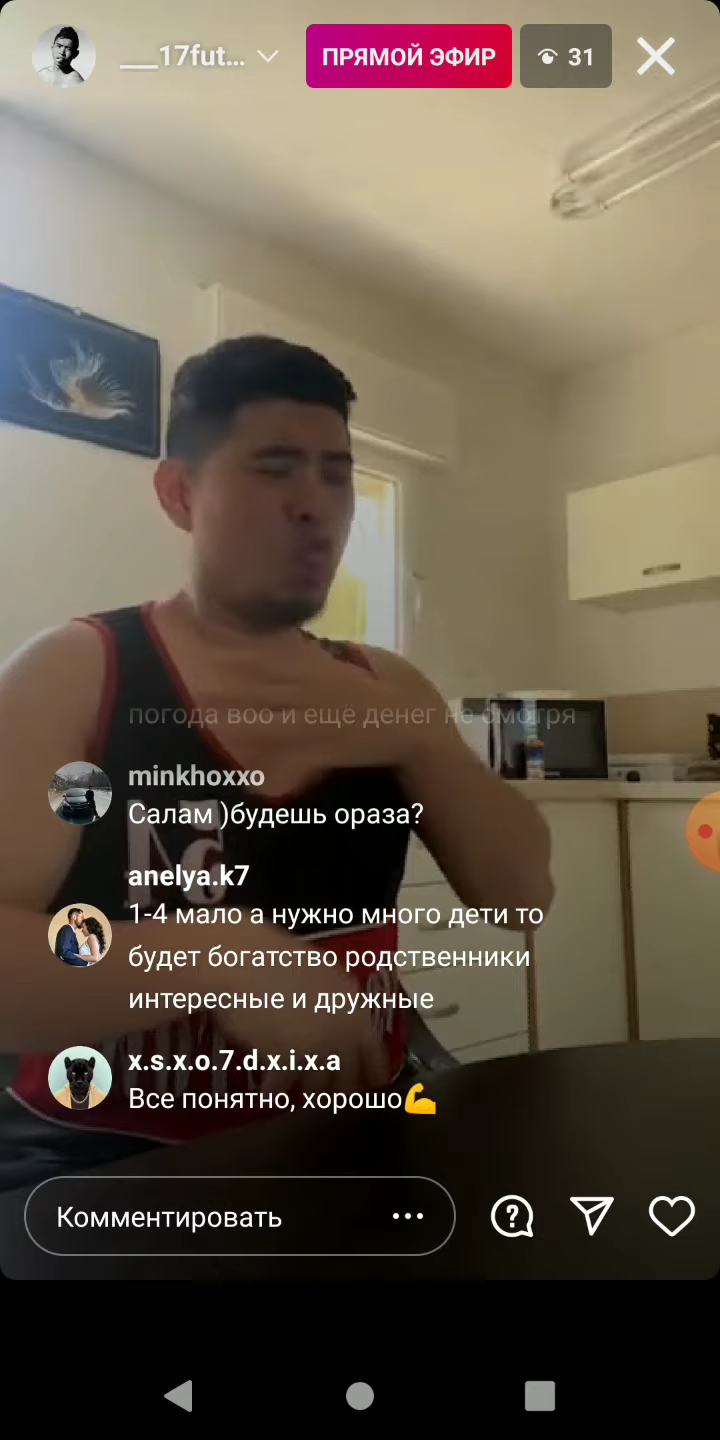 ___17fut...
ПРЯМОЙ ЭФИР
31
погода воо и ещё денег не смотря
minkhoxxo
Салам )будешь ораза?
anelya.k7
1-4 мало а нужно много дети то
будет богатство родственники
интересные и дружные
x.s.x.o.7.d.x.i.x.a
Все понятно, хорошо💪
Комментировать